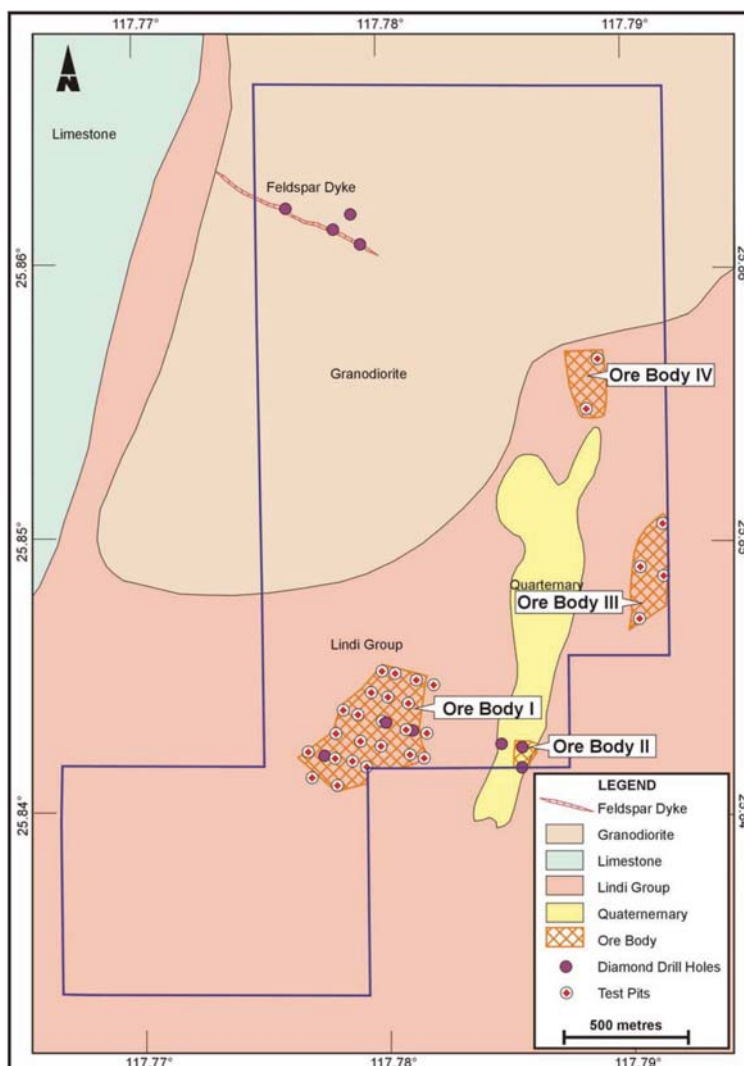 117.77°
117.78°
117.79°
N
Limestone
Feldspar Dyke
25.86°
25.86
Granodiorite
Ore Body IV
25.85°
25.85
Quarternary
Ore Body III
Lindi Group
Ore Body I
Ore Body II
25.84°
25.84
LEGEND
Feldspar Dyke
Granodiorite
Limestone
Lindi Group
Quaternernary
Ore Body
Diamond Drill Holes
Test Pits
500 metres
117.77°
117.78°
117.79°